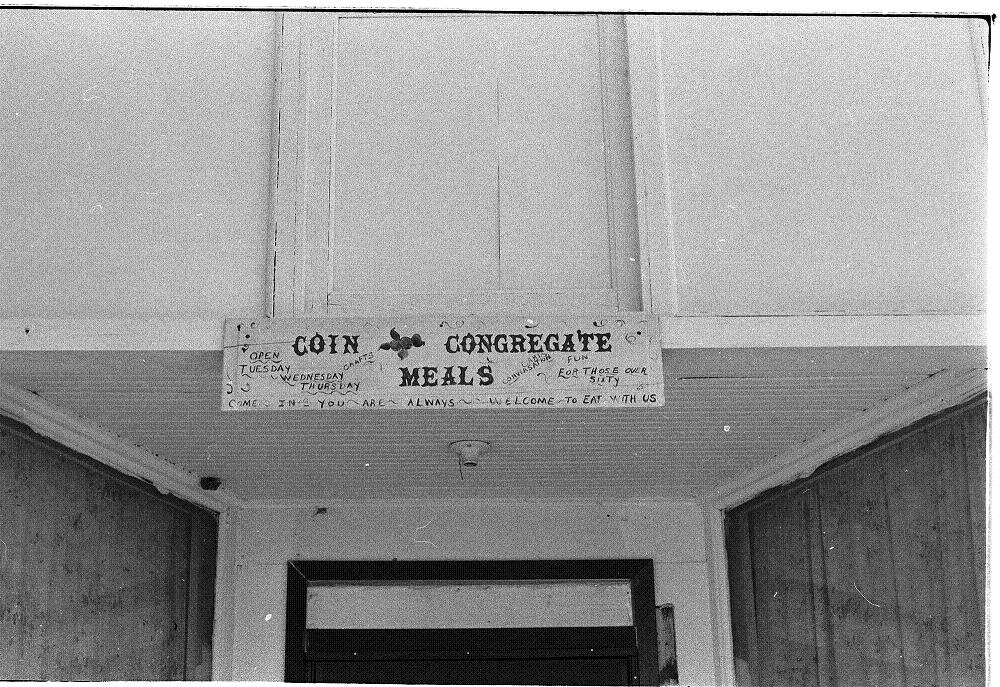 COIN CONGREGATE
MEALS
OPEN
TUESDAY
WEDNESDAY
THURSDAY
CRAFTS
CONVERSATION
FUN
FOR THOSE OVER
SIXTY
COME IN YOU ARE ALWAYS WELCOME TO EAT WITH US